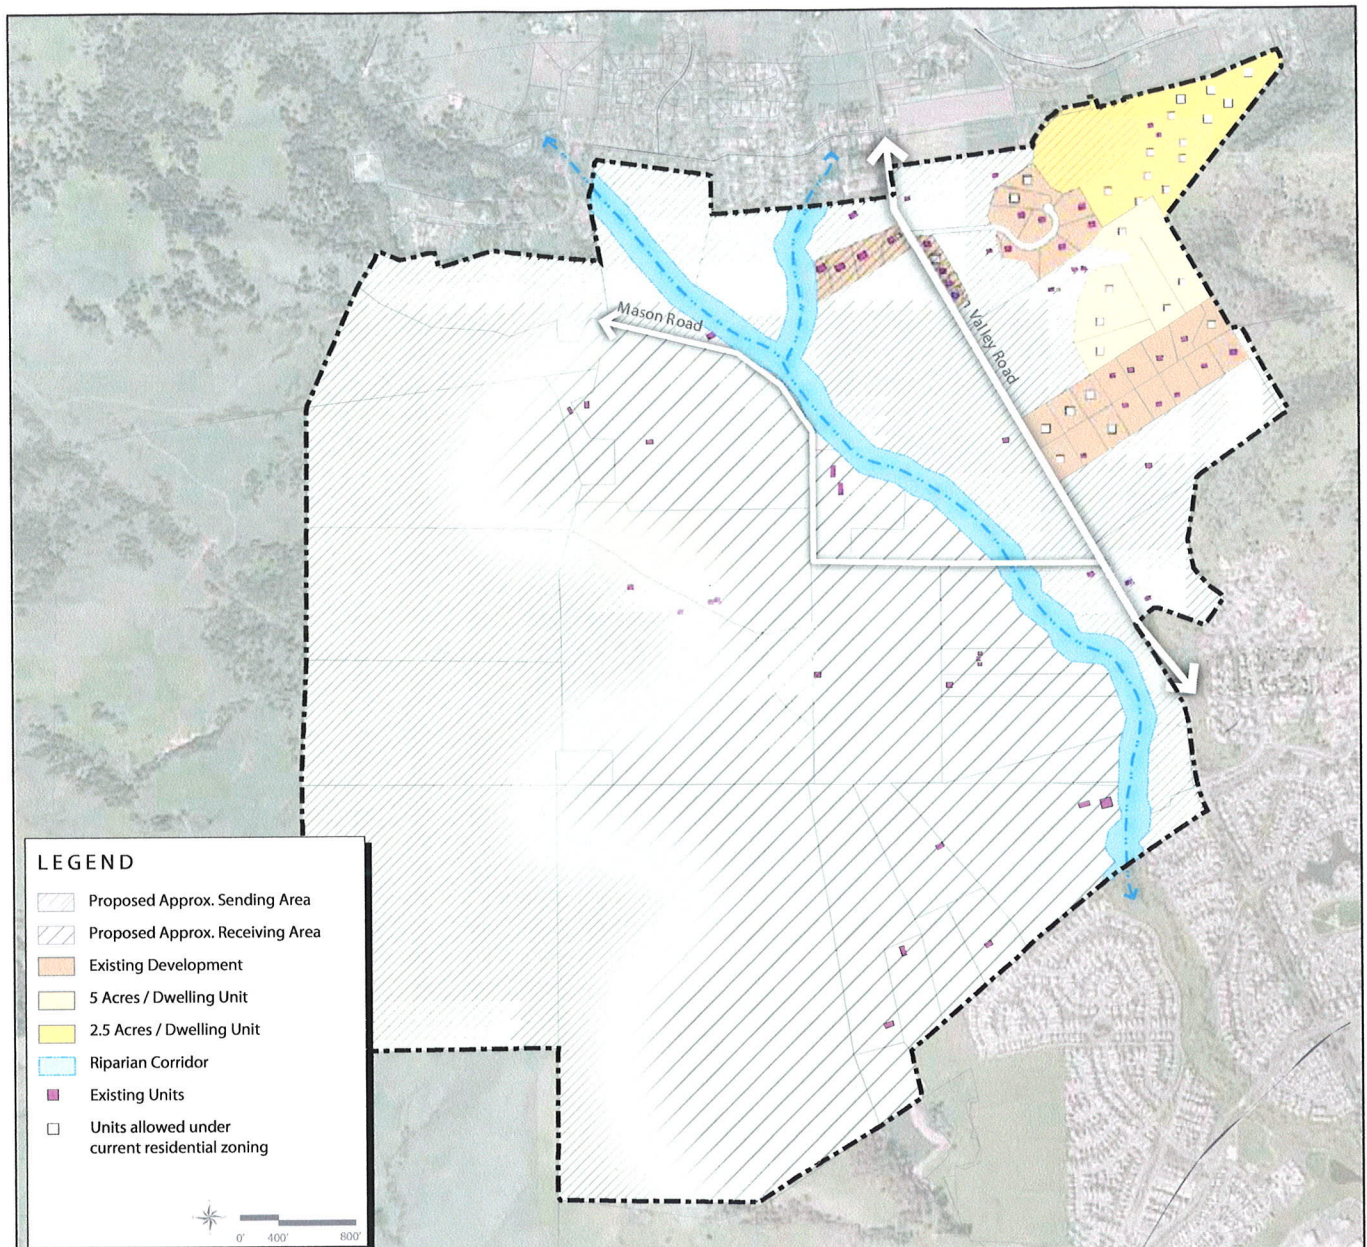 Mason Road
n Valley Road
LEGEND
Proposed Approx. Sending Area
Proposed Approx. Receiving Area
Existing Development
5 Acres / Dwelling Unit
2.5 Acres / Dwelling Unit
Riparian Corridor
Existing Units
Units allowed under
current residential zoning
0' 400' 800'